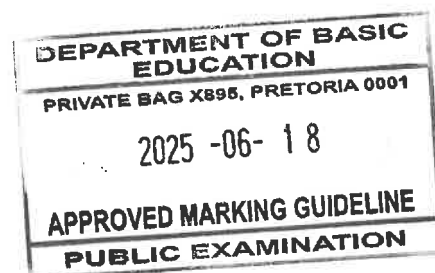 DEPARTMENT OF BASIC
EDUCATION
PRIVATE BAG X895, PRETORIA 0001
2025 -06- 18
APPROVED MARKING GUIDELINE
PUBLIC EXAMINATION